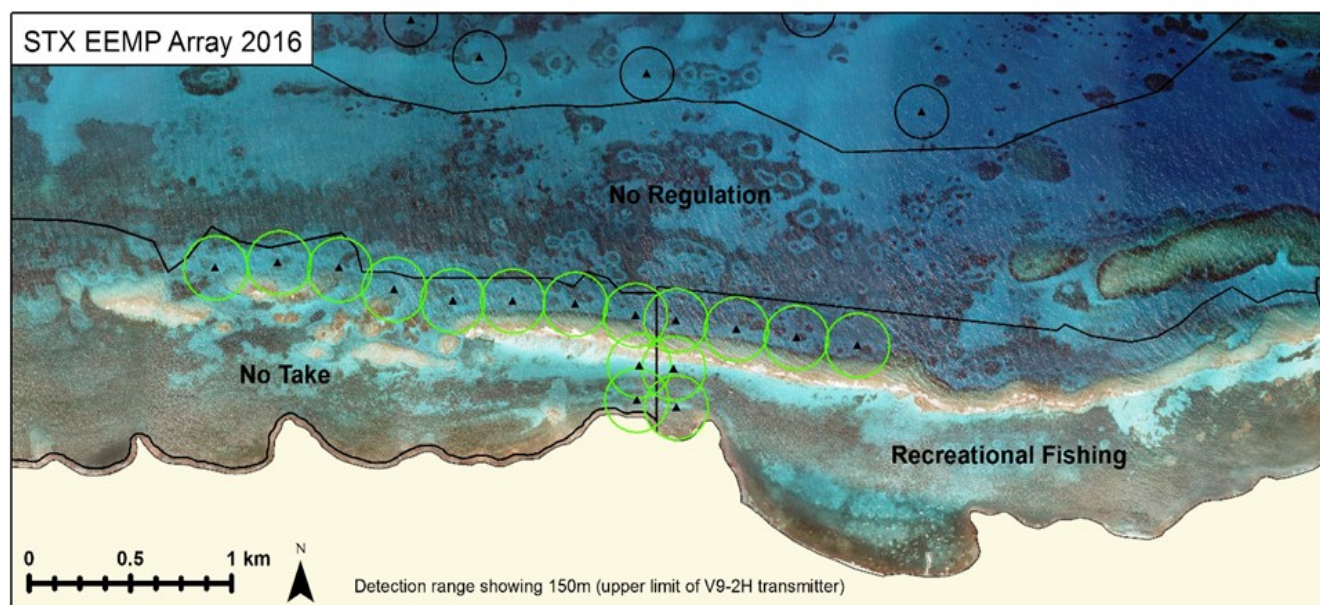 STX EEMP Array 2016
No Regulation
No Take
Recreational Fishing
0 0.5 1 km
N
Detection range showing 150m (upper limit of V9-2H transmitter)